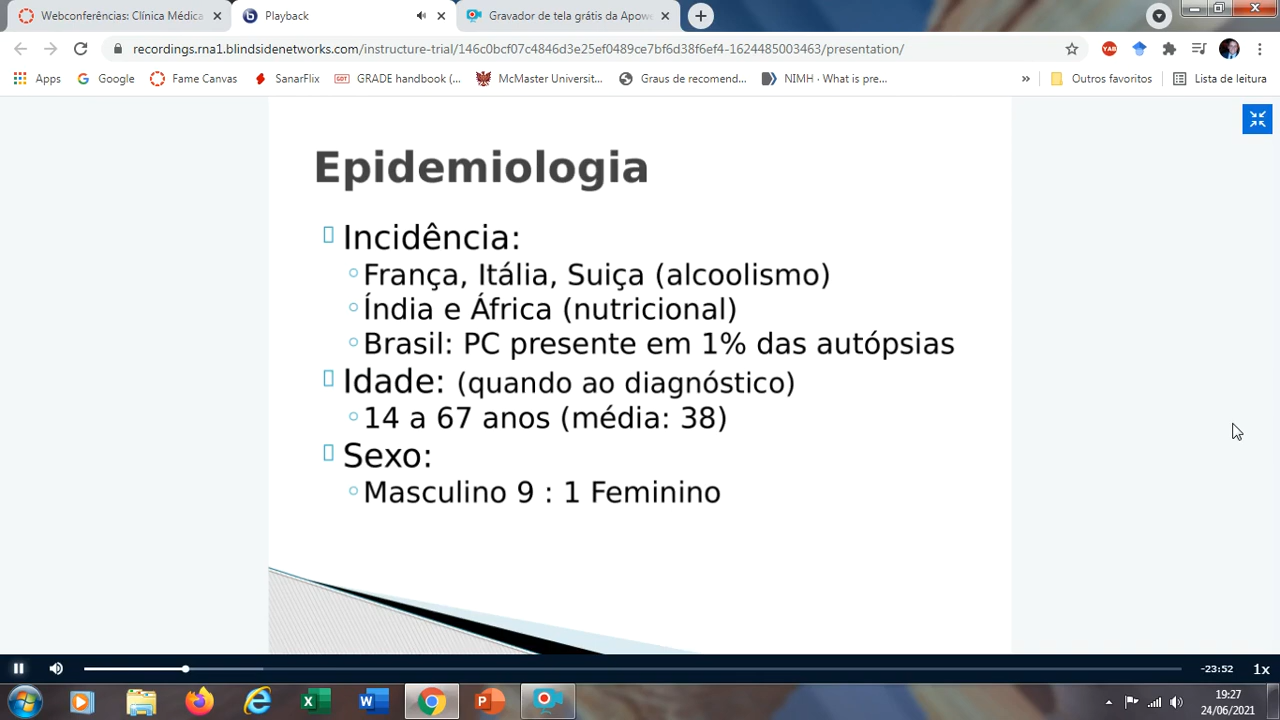 Webconferências: Clínica Médica
Playback
Gravador de tela grátis da Apowe
recordings.rna1.blindsidenetworks.com/instructure-trial/146c0bcf07c4846d3e25ef0489ce7bf6d38f6ef4-1624485003463/presentation/
YAB
Apps
Google
Fame Canvas
SanarFlix
GRADE handbook (...
McMaster Universit...
Graus de recomend...
NIMH · What is pre...
»
Outros favoritos
Lista de leitura
Epidemiologia
Incidência:
França, Itália, Suiça (alcoolismo)
Índia e África (nutricional)
Brasil: PC presente em 1% das autópsias
Idade: (quando ao diagnóstico)
14 a 67 anos (média: 38)
Sexo:
Masculino 9 : 1 Feminino
-23:52
1x
19:27
24/06/2021